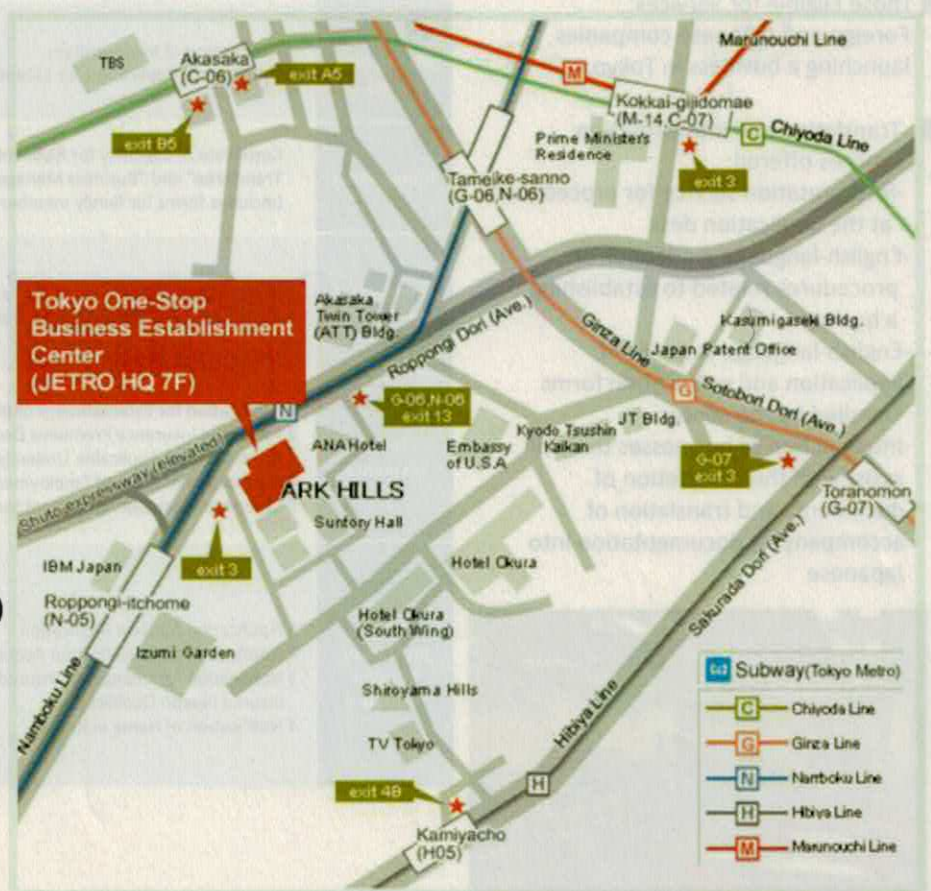 TBS
Akasaka
(C-06)
exit A5
exit B5
Marunouchi Line
M
Kokkai-gijidomae
(M-14,C-07)
C
Chiyoda Line
Prime Minister's
Residence
exit 3
Tameike-sanno
(G-06,N-06)
Tokyo One-Stop
Business Establishment
Center
(JETRO HQ 7F)
Akasaka
Twin Tower
(ATT) Bldg.
Roppongi Dori (Ave.)
Ginza Line
Kasumigaseki Bldg.
Japan Patent Office
G
Sotobori Dori (Ave.)
N
G-06,N-06
exit 13
ANA Hotel
Embassy
of U.S.A
Kyodo Tsushin
Kaikan
JT Bldg.
G-07
exit 3
Toranomon
(G-07)
Shuto expressway (elevated)
ARK HILLS
Suntory Hall
exit 3
IBM Japan
Roppongi-itchome
(N-05)
Izumi Garden
Hotel Okura
Hotel Okura
(South Wing)
Sakurada Dori (Ave.)
Shiroyama Hills
TV Tokyo
Namboku Line
Hibiya Line
exit 4B
H
Kamiyacho
(H05)
Subway(Tokyo Metro)
C Chiyoda Line
G Ginza Line
N Namboku Line
H Hibiya Line
M Marunouchi Line